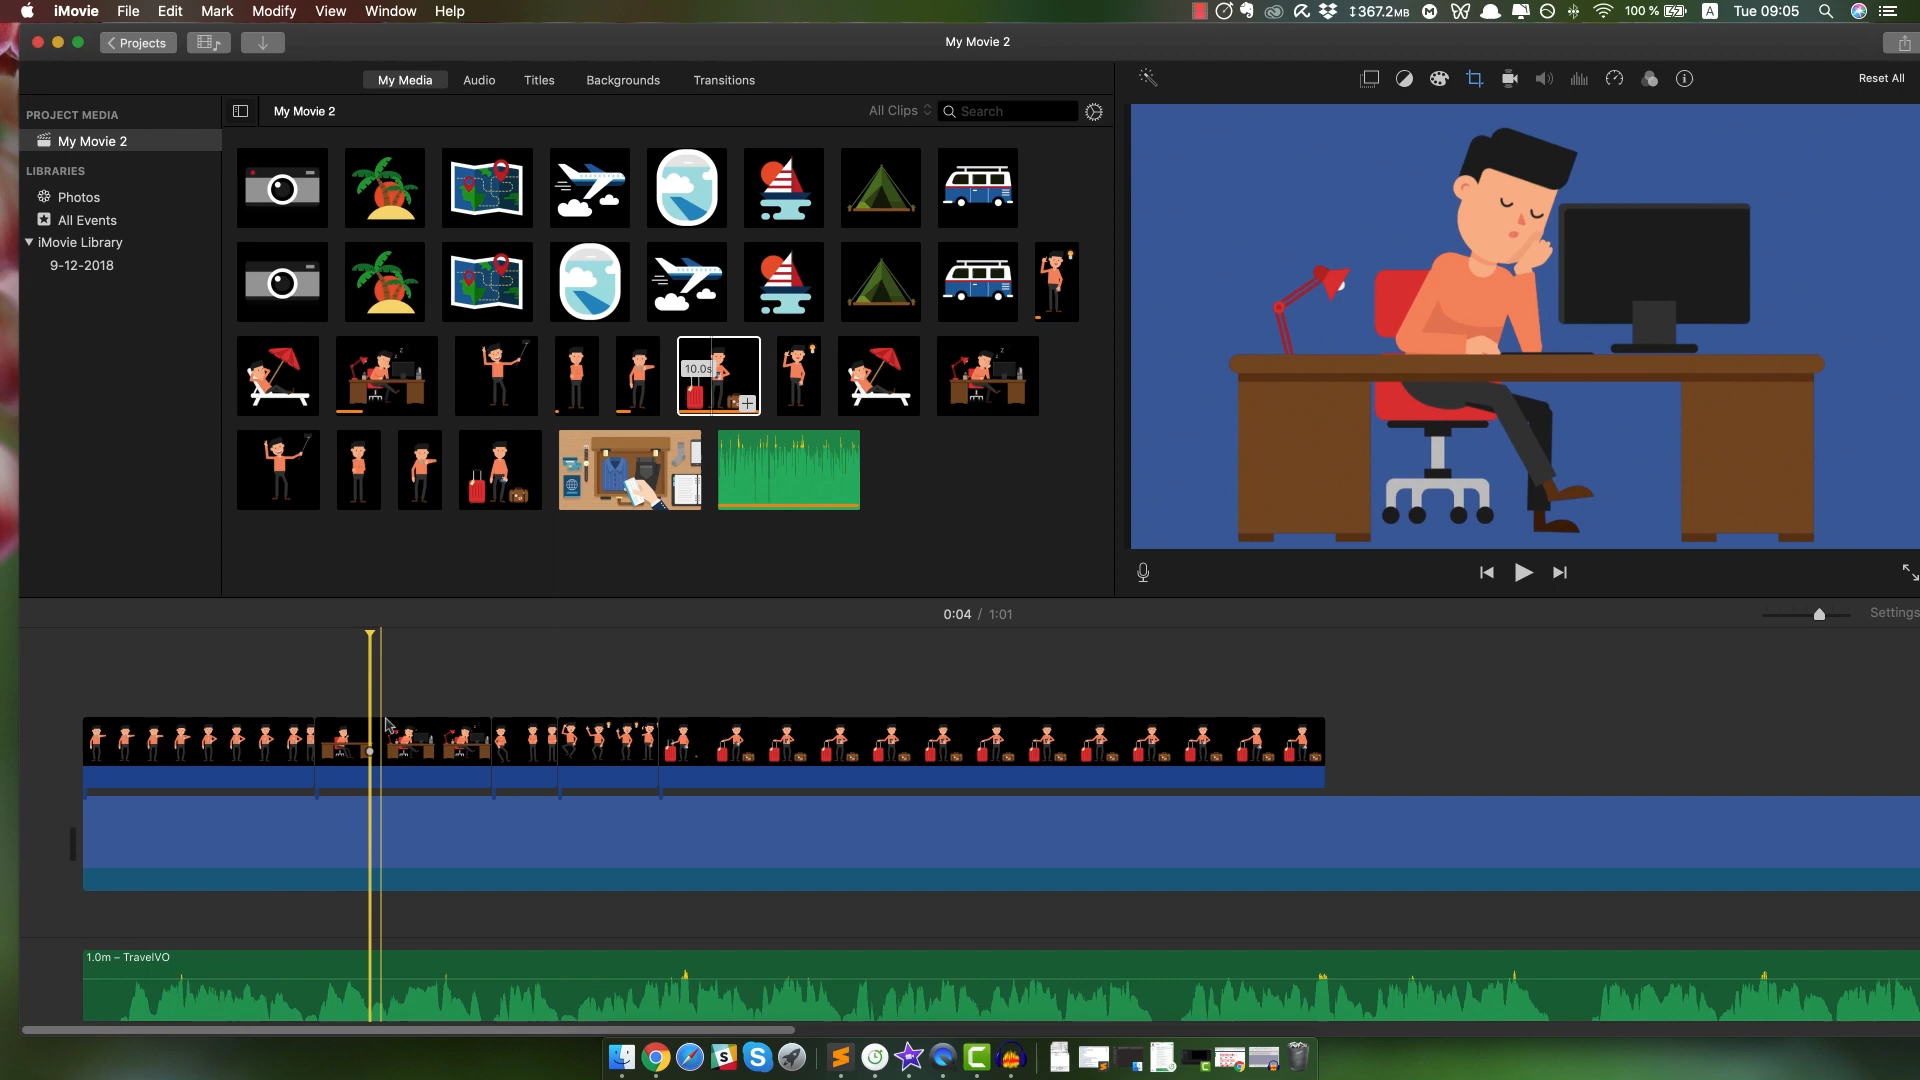 iMovie File Edit Mark Modify View Window Help
367.2MB 100 % A Tue 09:05
Projects
My Movie 2
My Media Audio Titles Backgrounds Transitions
Reset All
PROJECT MEDIA
My Movie 2
LIBRARIES
Photos
All Events
iMovie Library
9-12-2018
My Movie 2
All Clips
Search
10.0s
0:04 / 1:01
Settings
1.0m – TravelVO